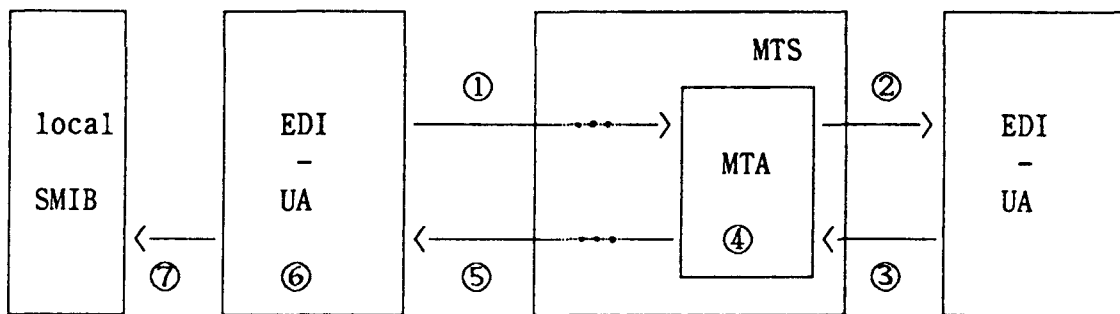 MTS
① ②
local EDI EDI
– MTA –
SMIB UA UA
④
⑦ ⑥ ⑤ ③